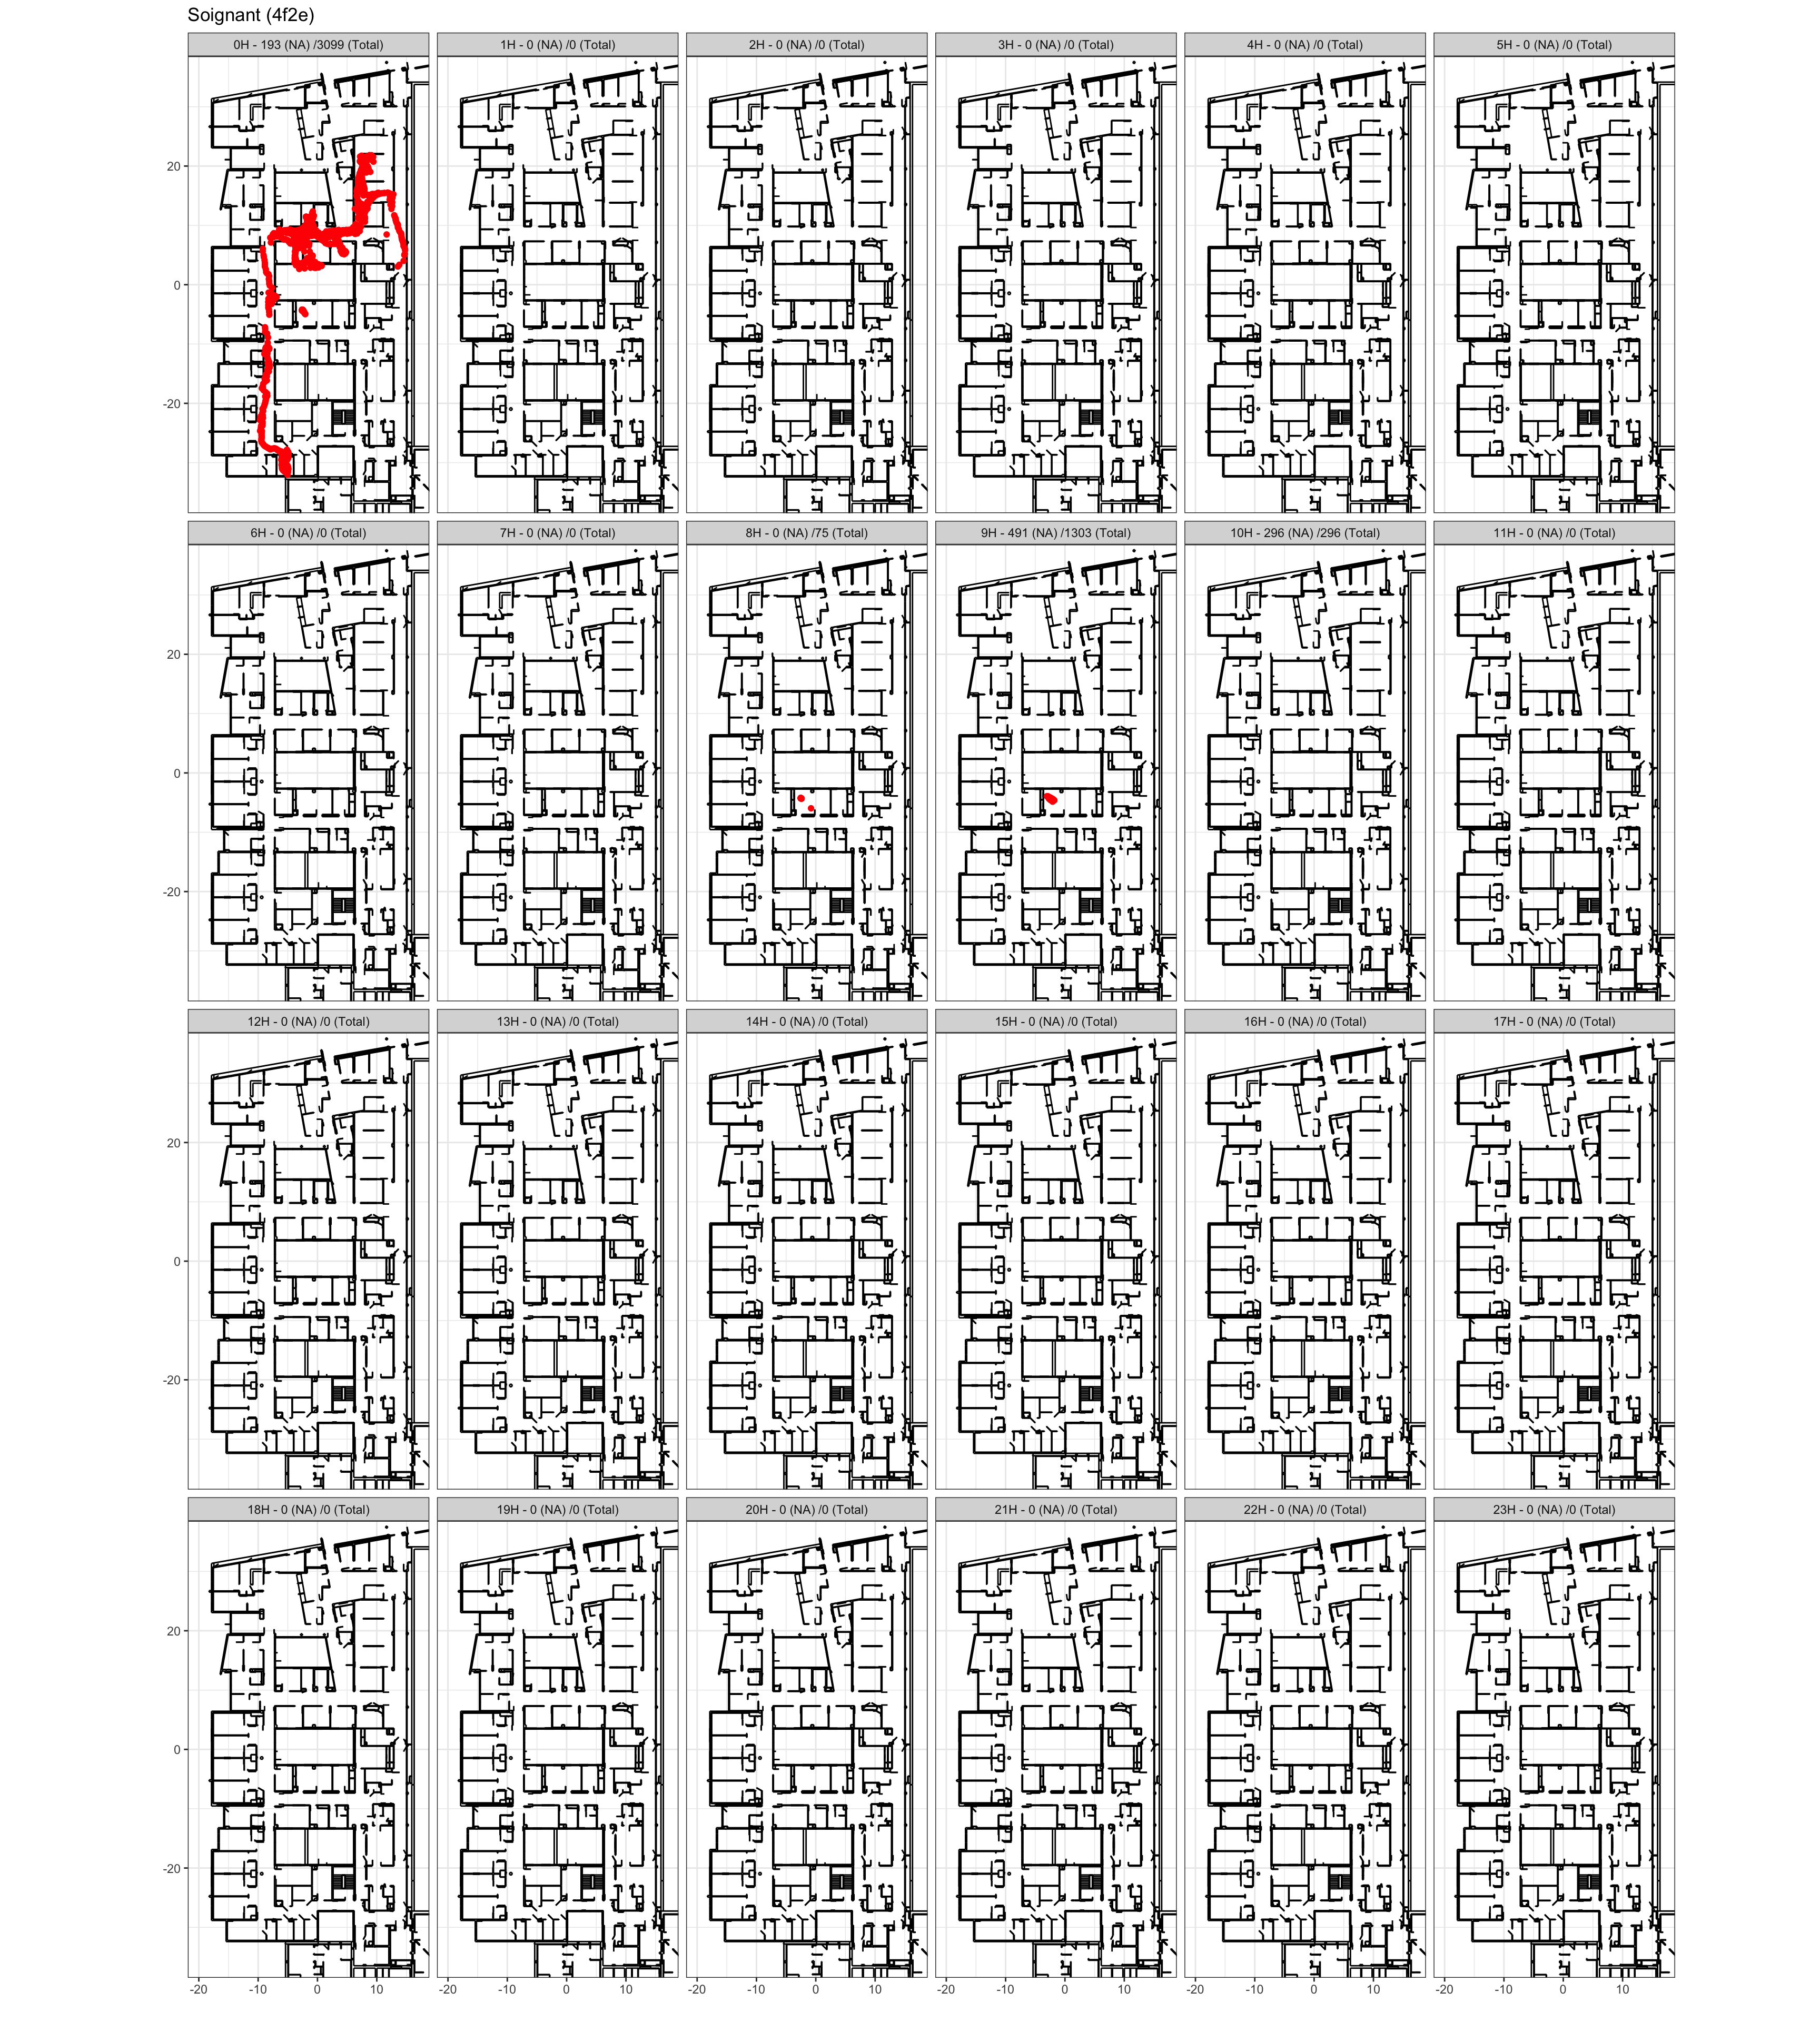 Soignant (4f2e)
0H - 193 (NA) /3099 (Total)
1H - 0 (NA) /0 (Total)
2H - 0 (NA) /0 (Total)
3H - 0 (NA) /0 (Total)
4H - 0 (NA) /0 (Total)
5H - 0 (NA) /0 (Total)
20
0
-20
6H - 0 (NA) /0 (Total)
7H - 0 (NA) /0 (Total)
8H - 0 (NA) /75 (Total)
9H - 491 (NA) /1303 (Total)
10H - 296 (NA) /296 (Total)
11H - 0 (NA) /0 (Total)
20
0
-20
12H - 0 (NA) /0 (Total)
13H - 0 (NA) /0 (Total)
14H - 0 (NA) /0 (Total)
15H - 0 (NA) /0 (Total)
16H - 0 (NA) /0 (Total)
17H - 0 (NA) /0 (Total)
20
0
-20
18H - 0 (NA) /0 (Total)
19H - 0 (NA) /0 (Total)
20H - 0 (NA) /0 (Total)
21H - 0 (NA) /0 (Total)
22H - 0 (NA) /0 (Total)
23H - 0 (NA) /0 (Total)
20
0
-20
-20 -10 0 10
-20 -10 0 10
-20 -10 0 10
-20 -10 0 10
-20 -10 0 10
-20 -10 0 10